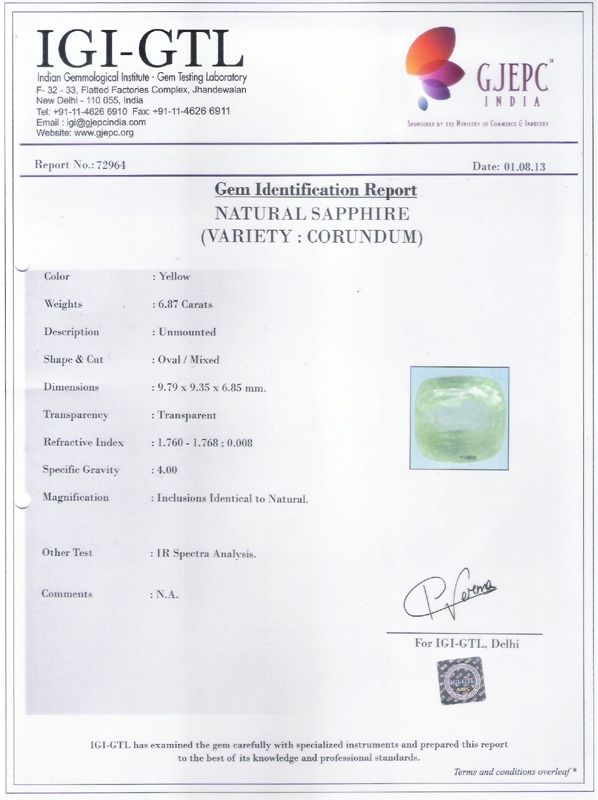 IGI-GTL
Indian Gemmological Institute - Gem Testing Laboratory
F- 32 - 33, Flatted Factories Complex, Jhandewalan
New Delhi - 110 055, India
Tel: +91-11-4626 6910 Fax: +91-11-4626 6911
Email : igi@gjepcindia.com
Website: www.gjepc.org
GJEPC™
INDIA
SPONSORED BY THE MINISTRY OF COMMERCE & INDUSTRY
Report No.: 72964
Date: 01.08.13
Gem Identification Report
NATURAL SAPPHIRE
(VARIETY : CORUNDUM)
Color : Yellow
Weights : 6.87 Carats
Description : Unmounted
Shape & Cut : Oval / Mixed
Dimensions : 9.79 x 9.35 x 6.85 mm.
Transparency : Transparent
Refractive Index : 1.760 - 1.768 : 0.008
Specific Gravity : 4.00
Magnification : Inclusions Identical to Natural.
Other Test : IR Spectra Analysis.
Comments : N.A.
P Verma
For IGI-GTL, Delhi
IGI-GTL has examined the gem carefully with specialized instruments and prepared this report
to the best of its knowledge and professional standards.
Terms and conditions overleaf *